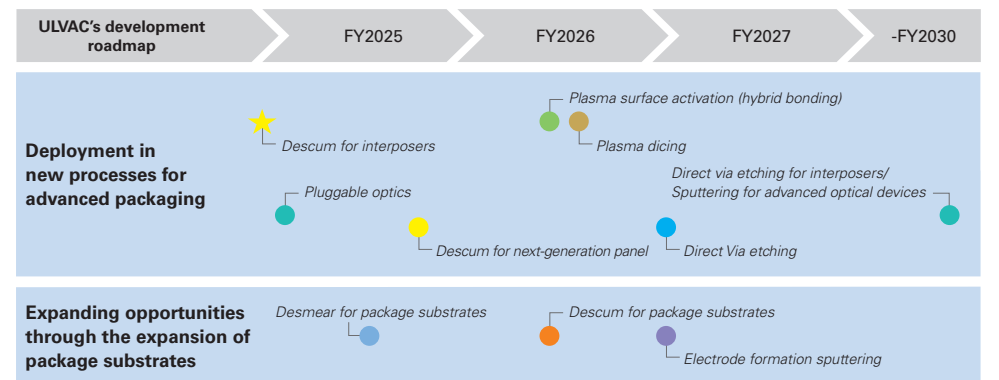 ULVAC's development
roadmap
FY2025
FY2026
FY2027
-FY2030
Deployment in
new processes for
advanced packaging
Plasma surface activation (hybrid bonding)
Descum for interposers
Plasma dicing
Direct via etching for interposers/
Sputtering for advanced optical devices
Pluggable optics
Descum for next-generation panel
Direct Via etching
Expanding opportunities
through the expansion of
package substrates
Desmear for package substrates
Descum for package substrates
Electrode formation sputtering